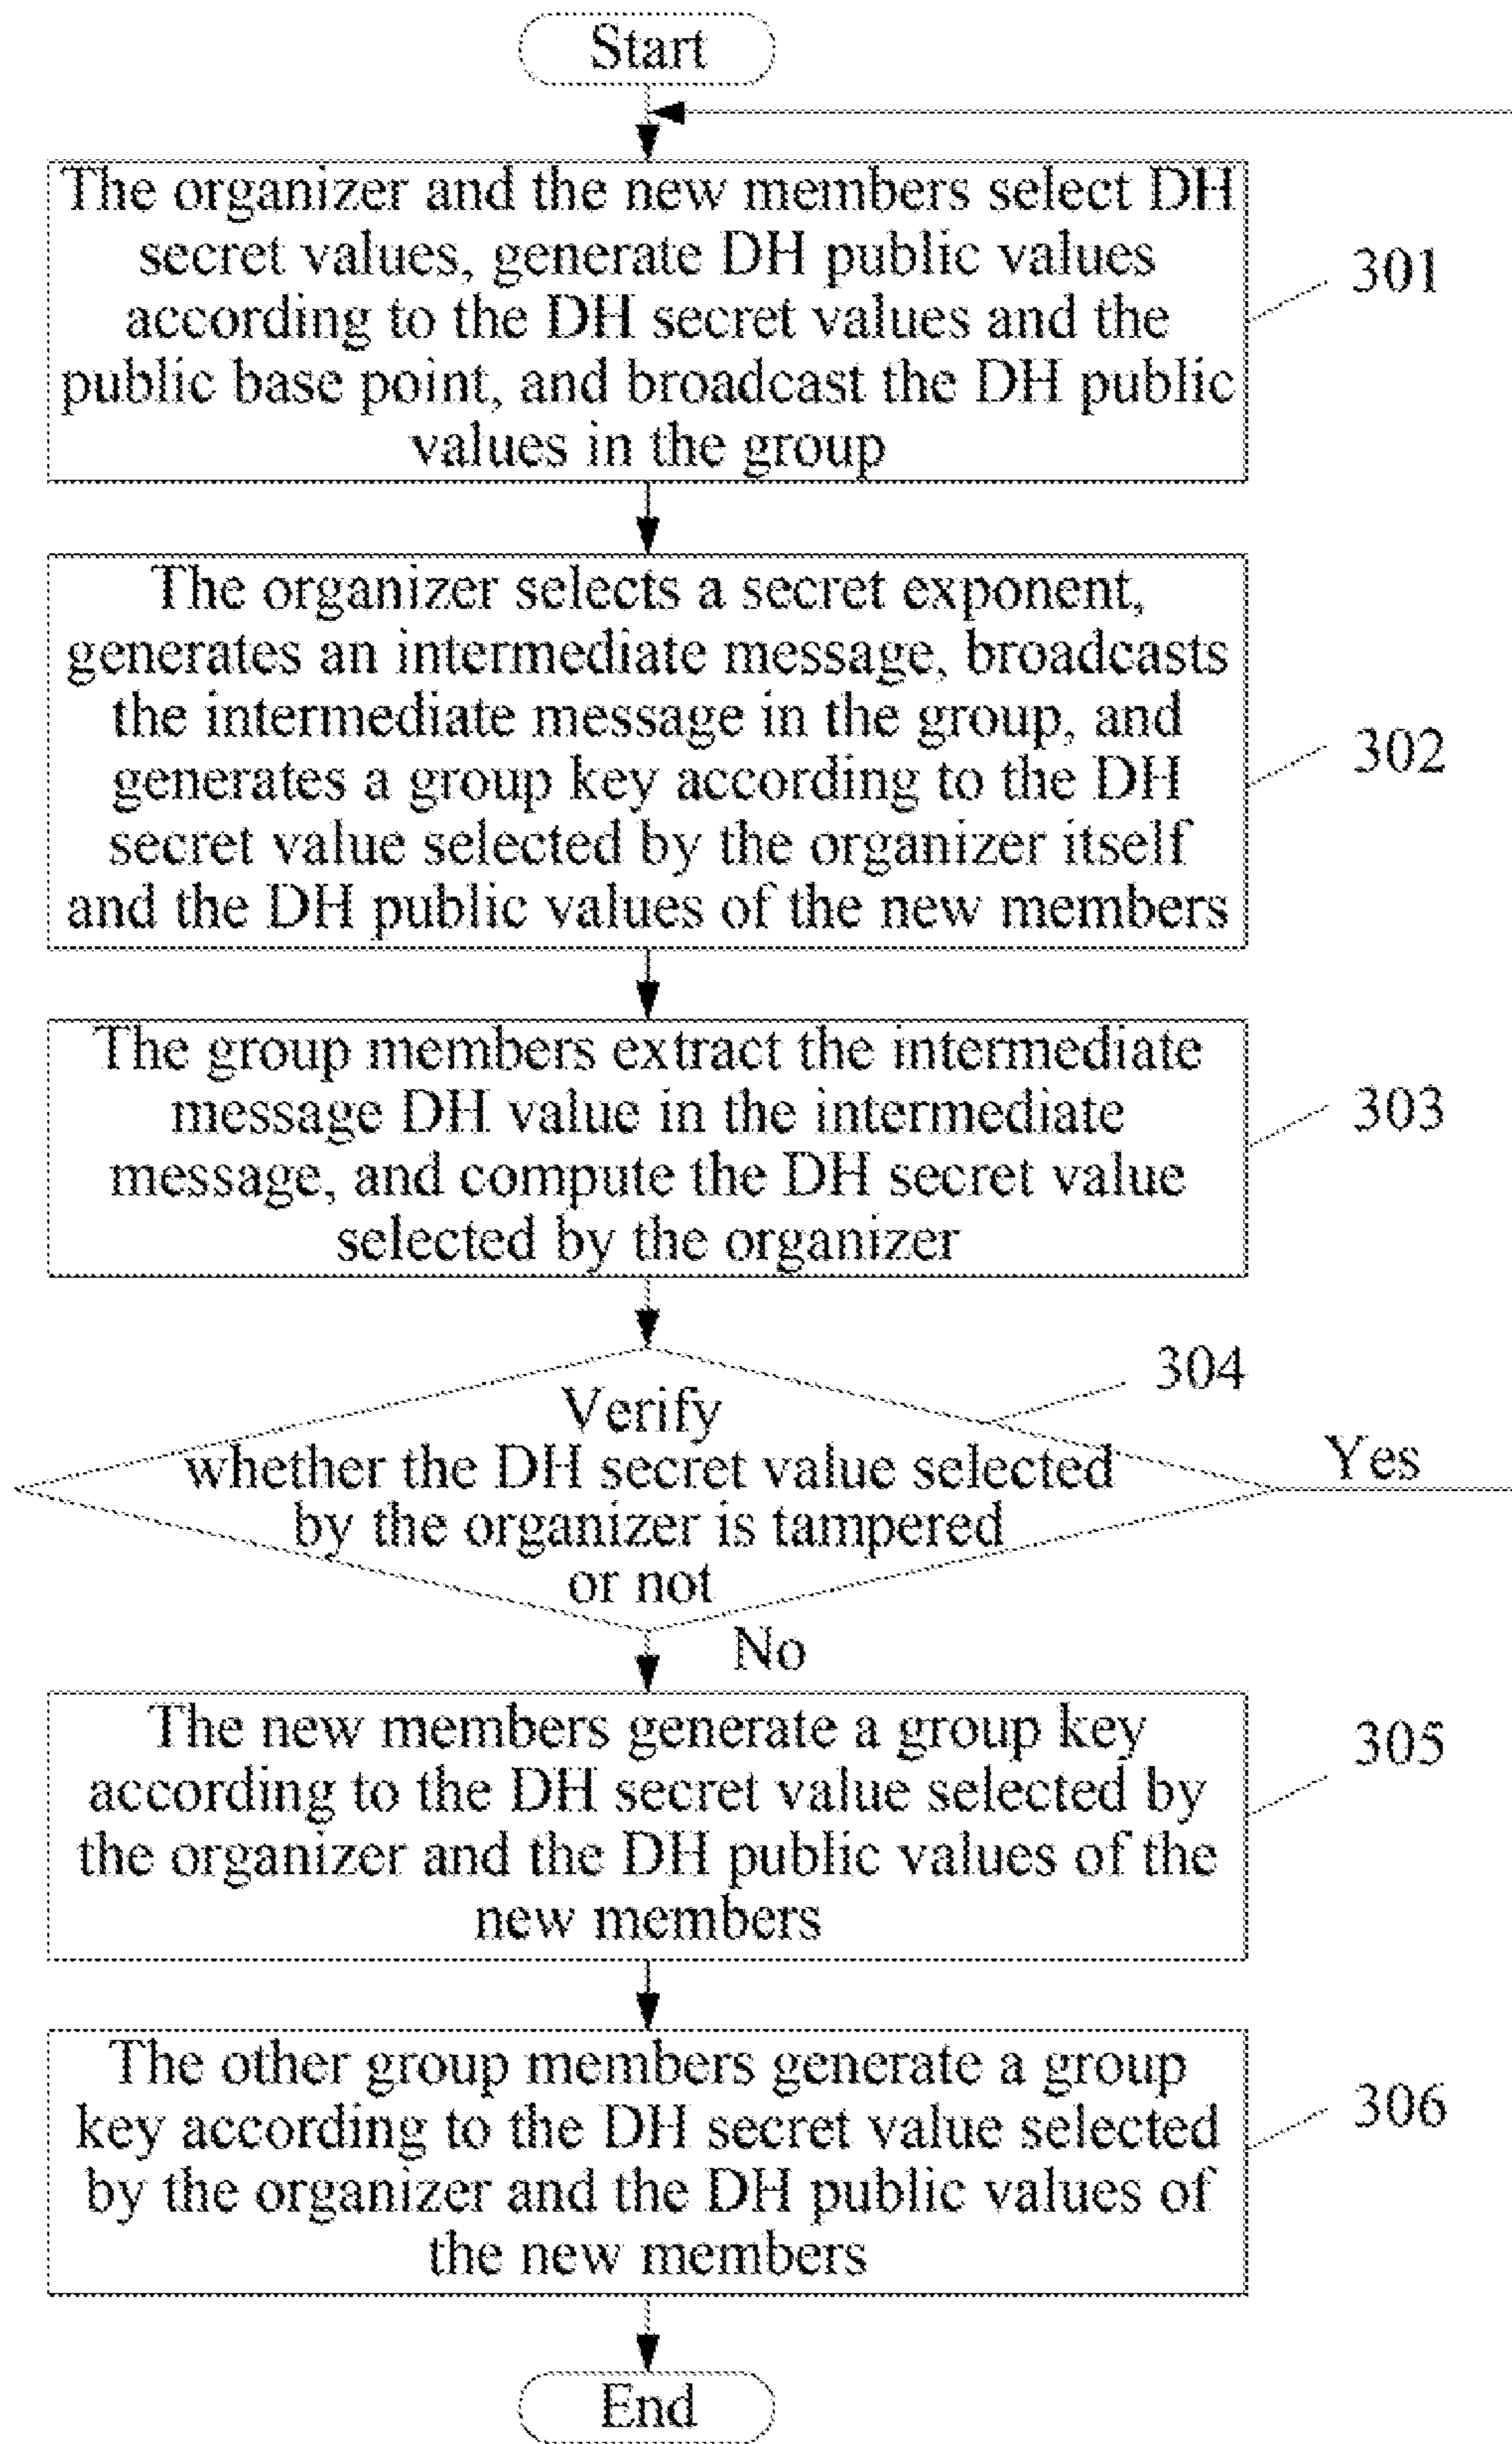 Start
The organizer and the new members select DH
secret values, generate DH public values
according to the DH secret values and the
public base point, and broadcast the DH public
values in the group
301
The organizer selects a secret exponent,
generates an intermediate message, broadcasts
the intermediate message in the group, and
generates a group key according to the DH
secret value selected by the organizer itself
and the DH public values of the new members
302
The group members extract the intermediate
message DH value in the intermediate
message, and compute the DH secret value
selected by the organizer
303
304
Verify
whether the DH secret value selected
by the organizer is tampered
or not
Yes
No
The new members generate a group key
according to the DH secret value selected by
the organizer and the DH public values of the
new members
305
The other group members generate a group
key according to the DH secret value selected
by the organizer and the DH public values of
the new members
306
End